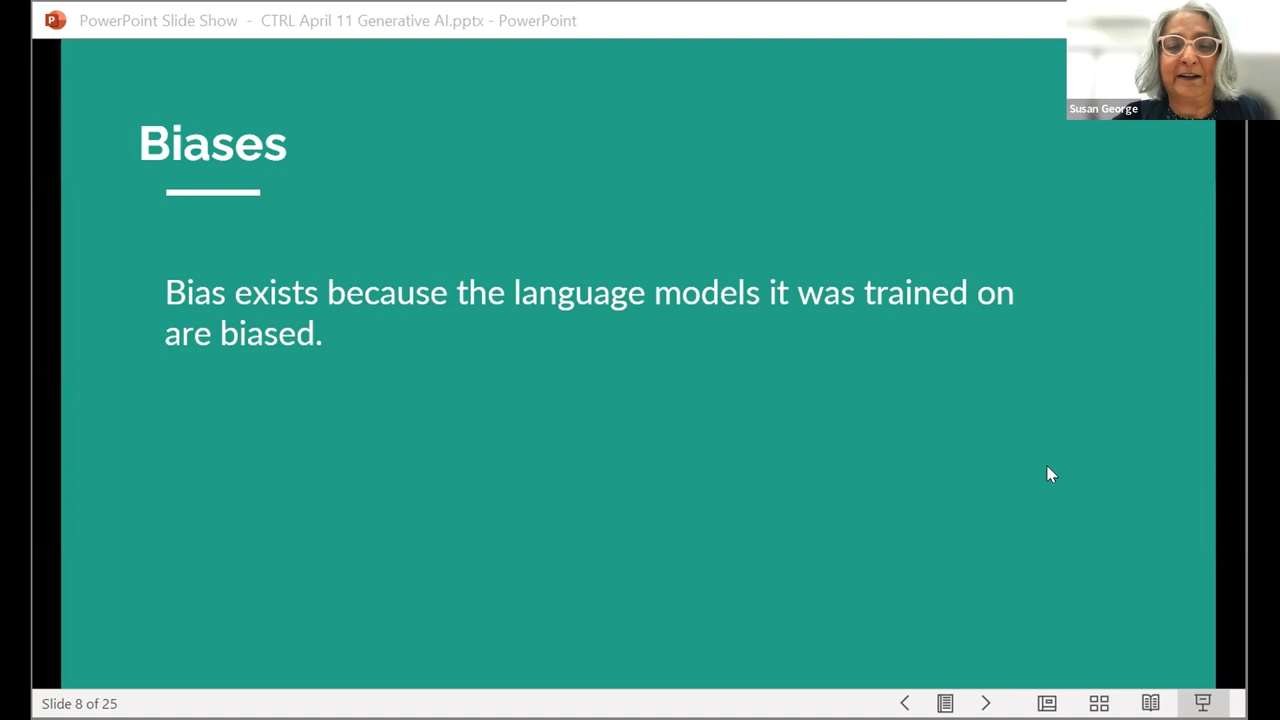 PowerPoint Slide Show - CTRL April 11 Generative AI.pptx - PowerPoint
Susan George
Biases
Bias exists because the language models it was trained on
are biased.
Slide 8 of 25